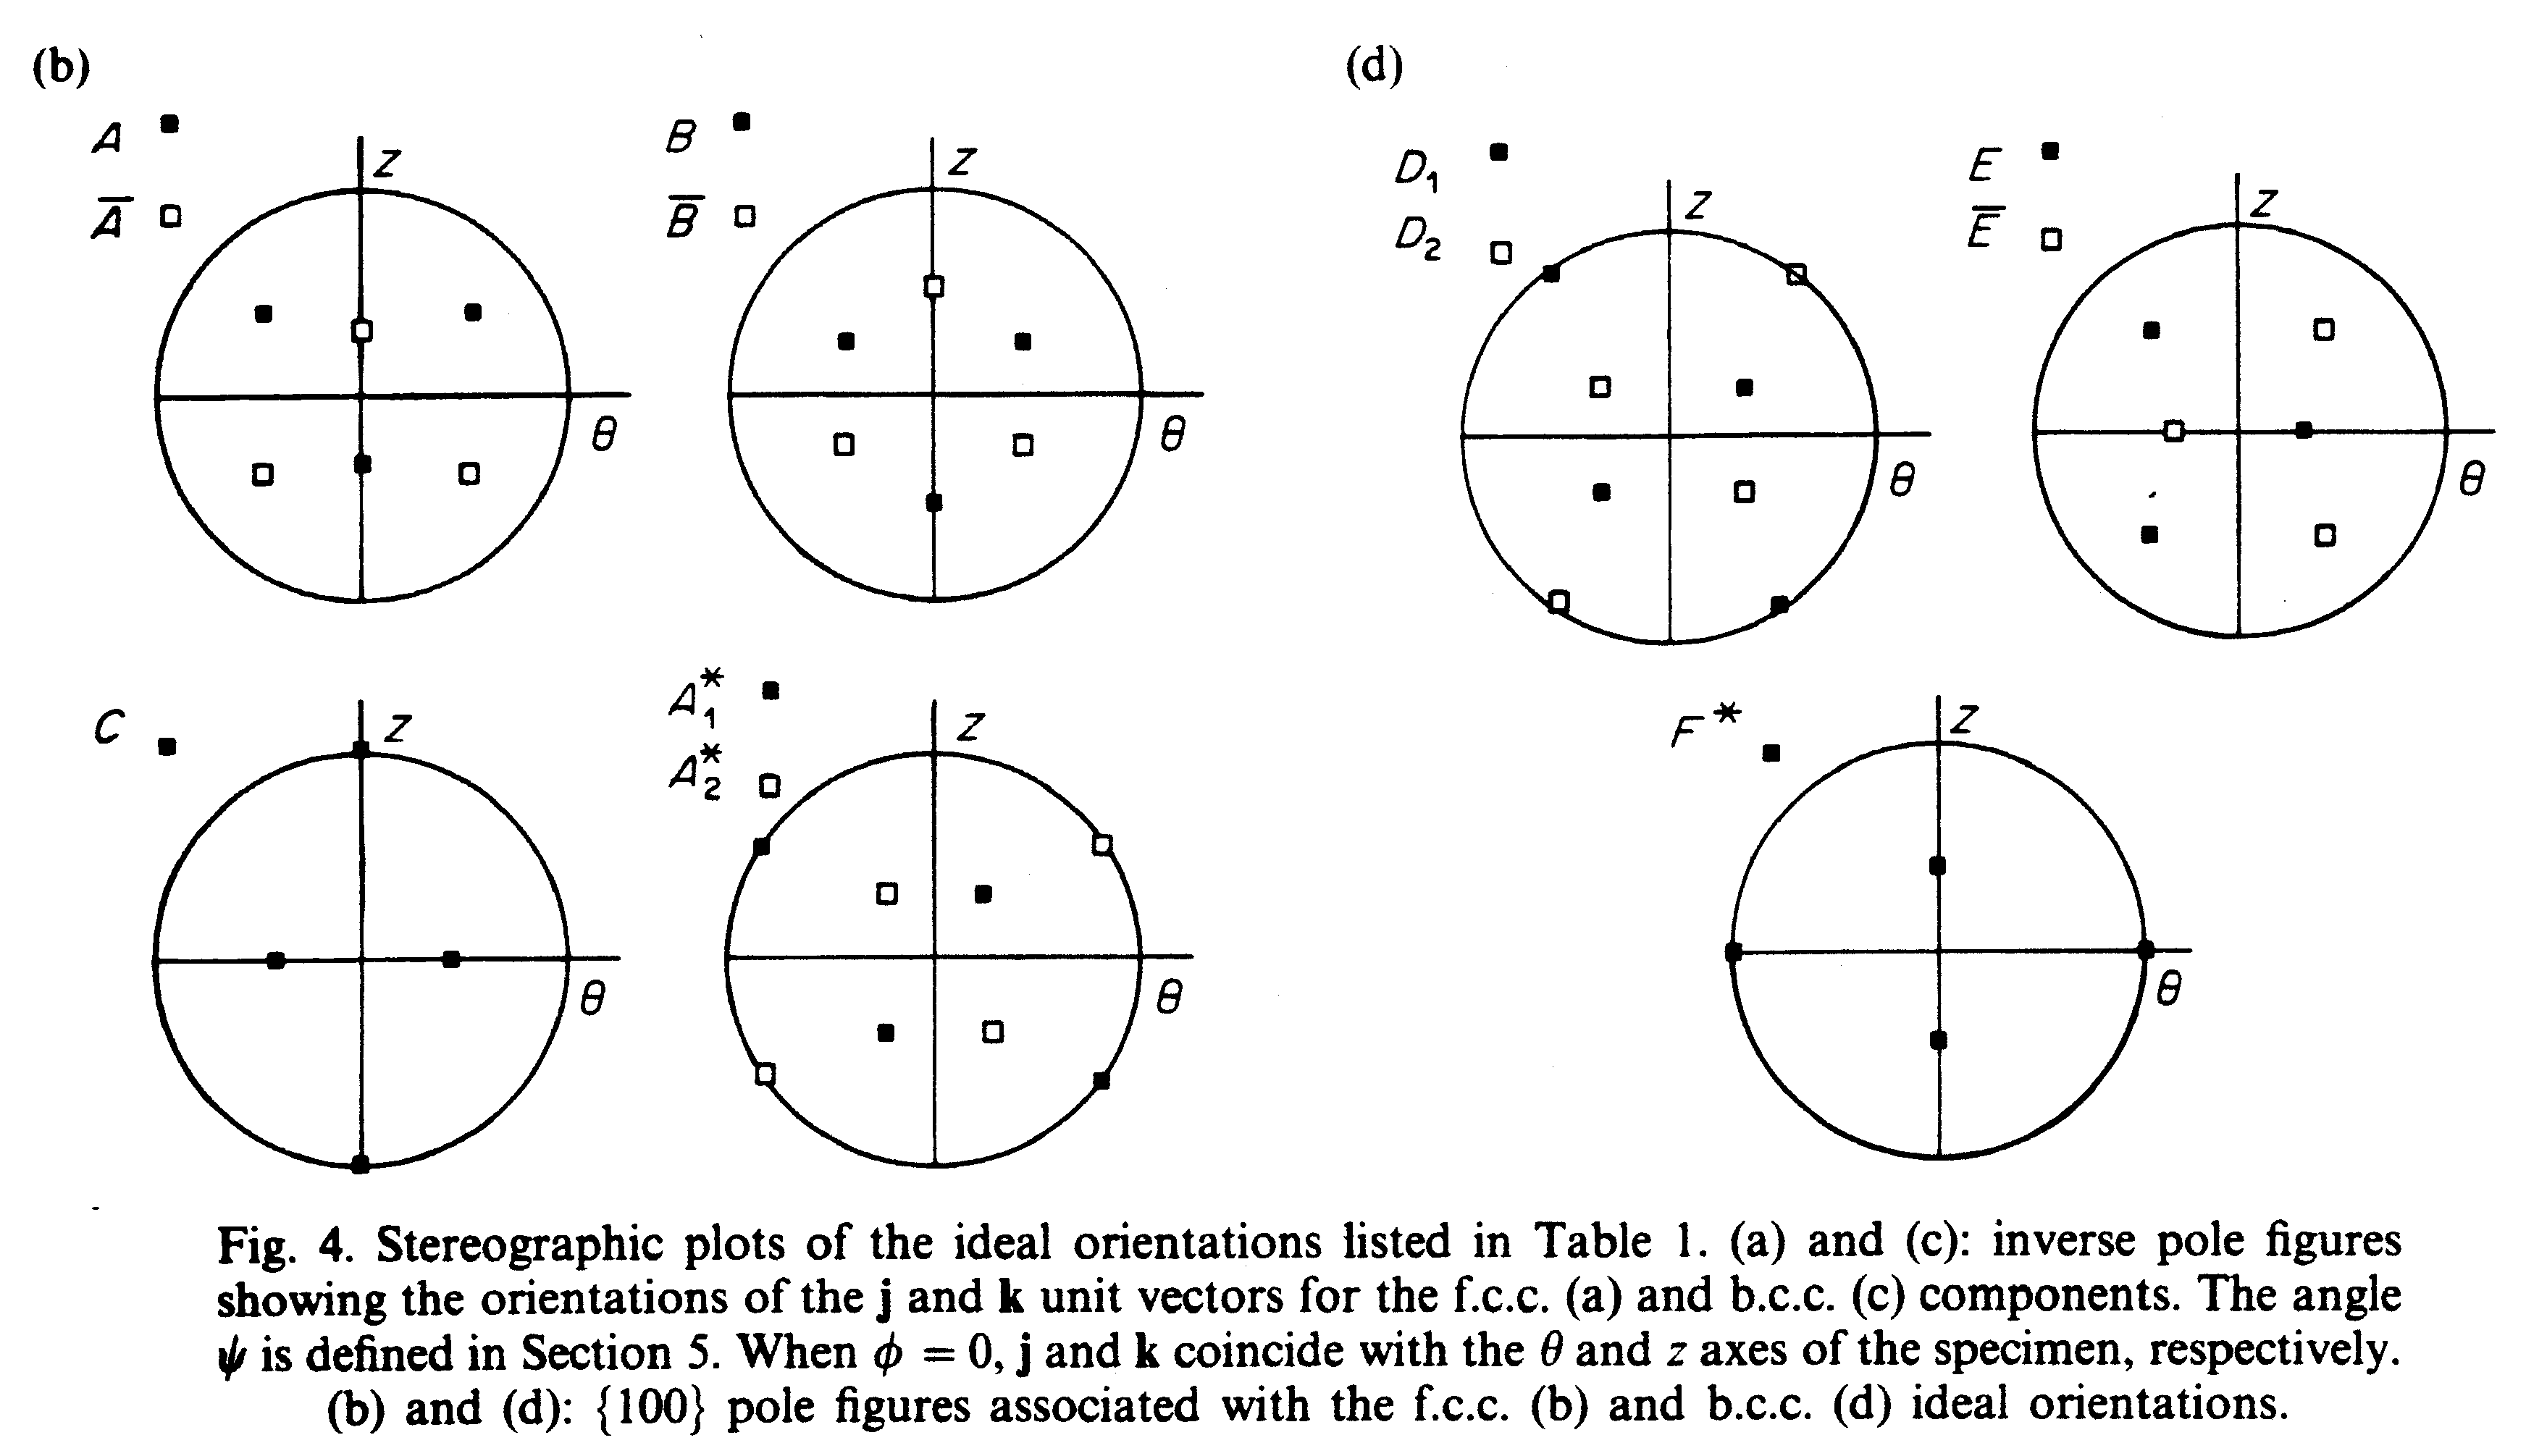 (b)
(d)
A
A̅
z
θ
B
B̅
z
θ
D₁
D₂
z
θ
E
E̅
z
θ
C
z
θ
A₁*
A₂*
z
θ
F*
z
θ
Fig. 4. Stereographic plots of the ideal orientations listed in Table 1. (a) and (c): inverse pole figures
showing the orientations of the j and k unit vectors for the f.c.c. (a) and b.c.c. (c) components. The angle
ψ is defined in Section 5. When ϕ = 0, j and k coincide with the θ and z axes of the specimen, respectively.
(b) and (d): {100} pole figures associated with the f.c.c. (b) and b.c.c. (d) ideal orientations.